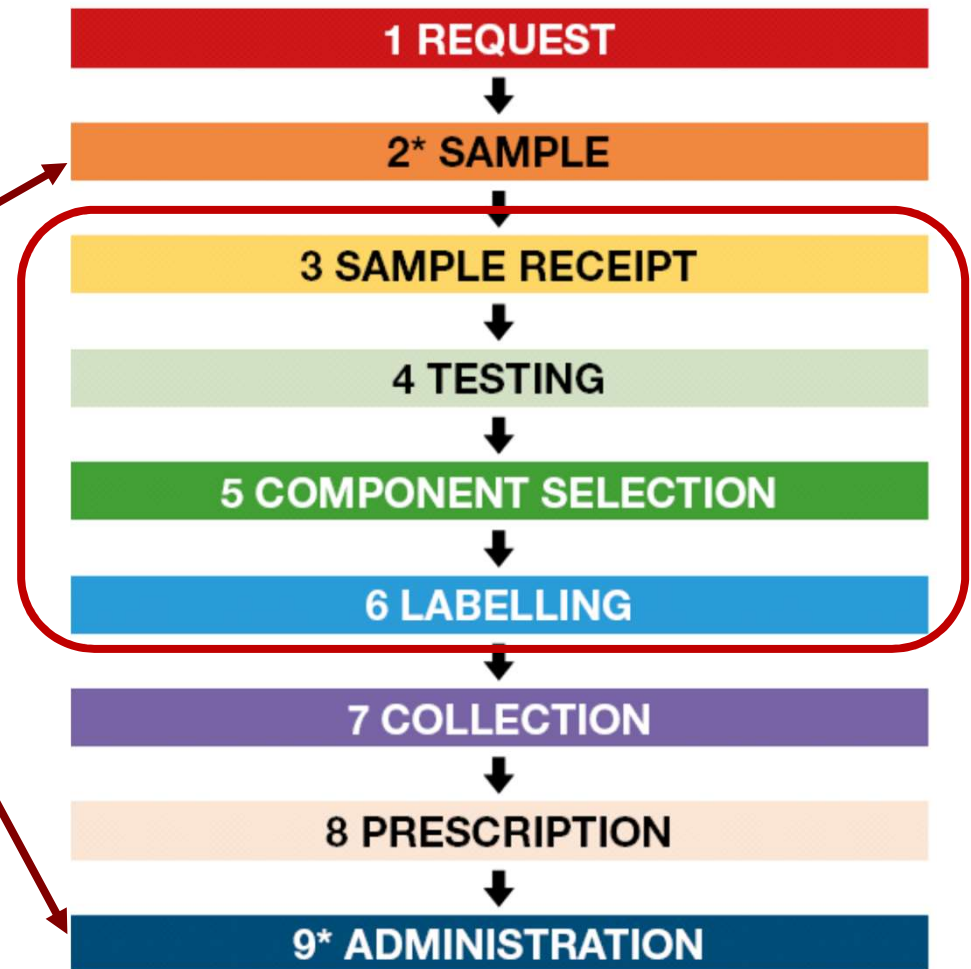 1 REQUEST
2* SAMPLE
3 SAMPLE RECEIPT
4 TESTING
5 COMPONENT SELECTION
6 LABELLING
7 COLLECTION
8 PRESCRIPTION
9* ADMINISTRATION